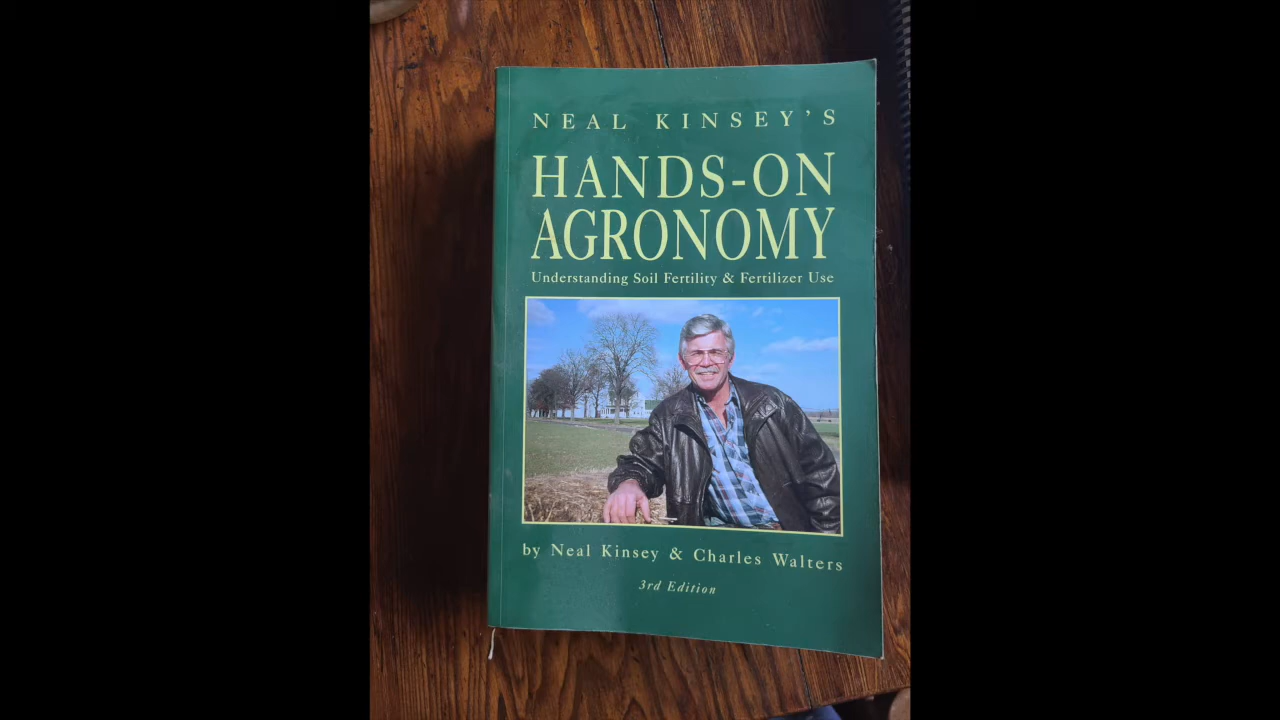 NEAL KINSEY'S
HANDS-ON
AGRONOMY
Understanding Soil Fertility & Fertilizer Use
by Neal Kinsey & Charles Walters
3rd Edition